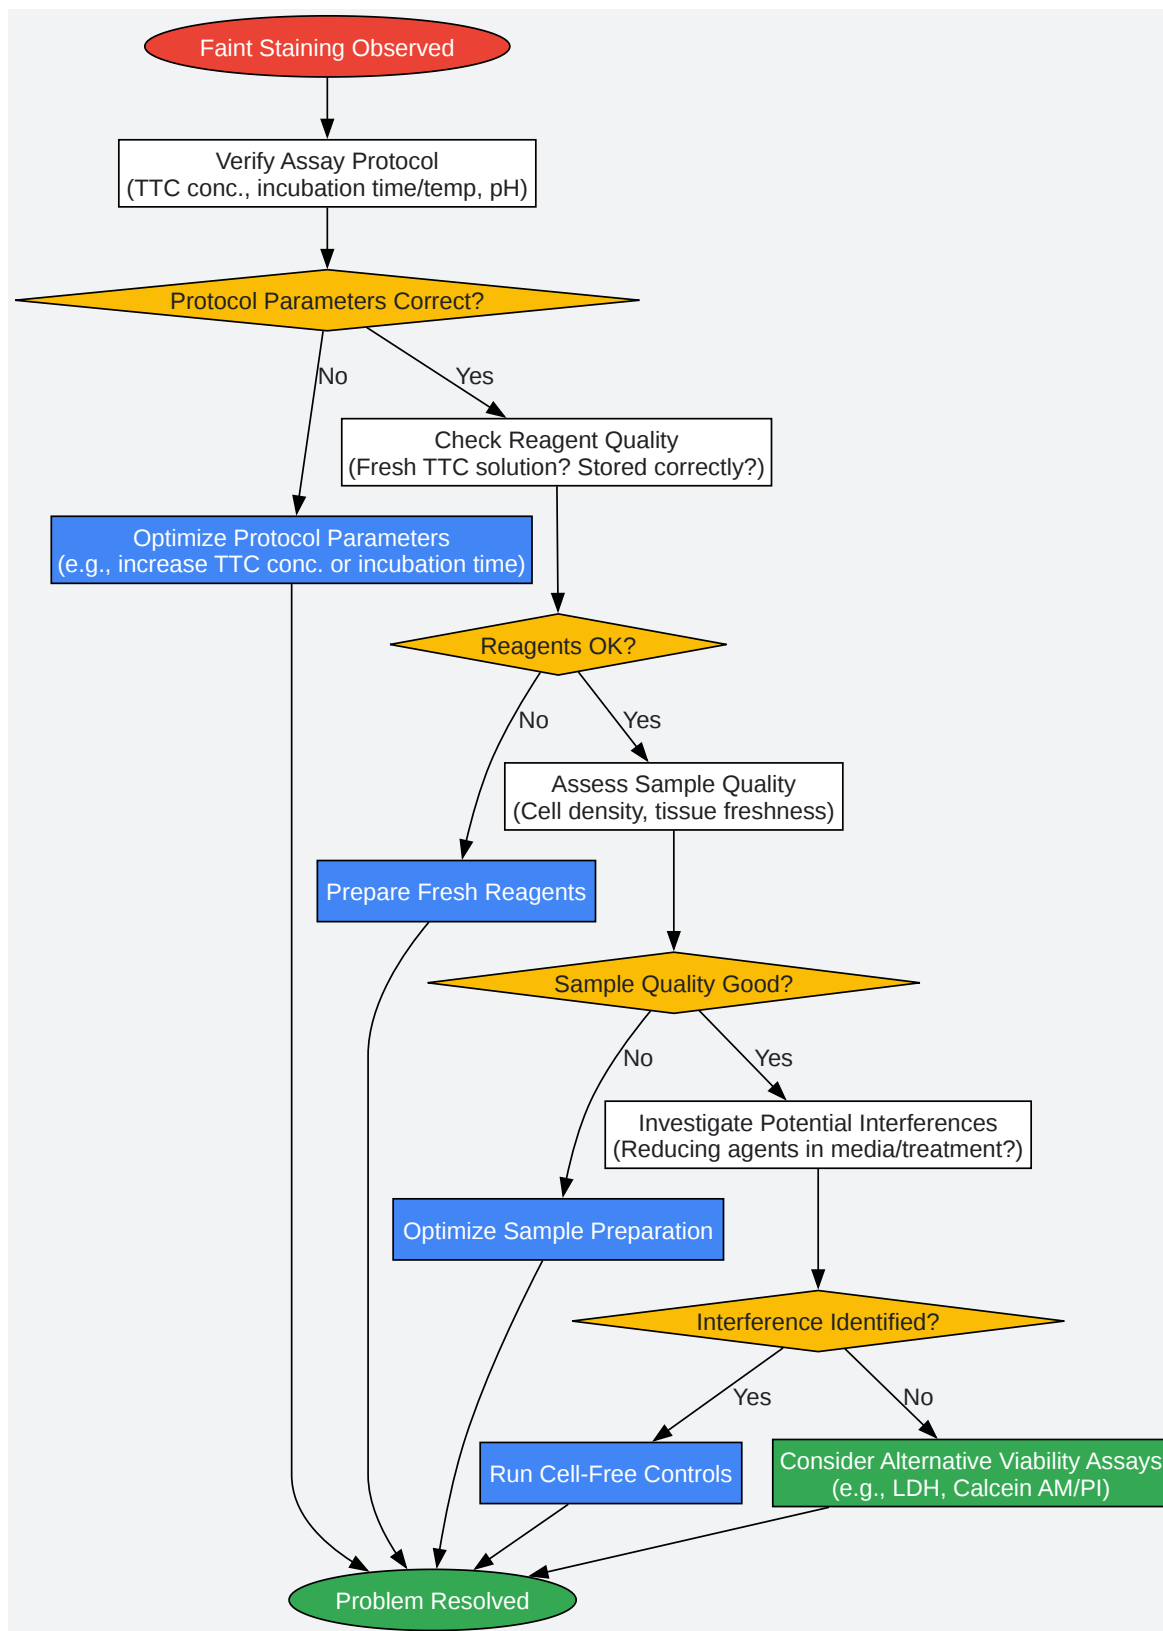 Faint Staining Observed
Verify Assay Protocol
(TTC conc., incubation time/temp, pH)
Protocol Parameters Correct?
No
Yes
Check Reagent Quality
(Fresh TTC solution? Stored correctly?)
Optimize Protocol Parameters
(e.g., increase TTC conc. or incubation time)
Reagents OK?
No
Yes
Assess Sample Quality
(Cell density, tissue freshness)
Prepare Fresh Reagents
Sample Quality Good?
No
Yes
Investigate Potential Interferences
(Reducing agents in media/treatment?)
Optimize Sample Preparation
Interference Identified?
Yes
No
Run Cell-Free Controls
Consider Alternative Viability Assays
(e.g., LDH, Calcein AM/PI)
Problem Resolved